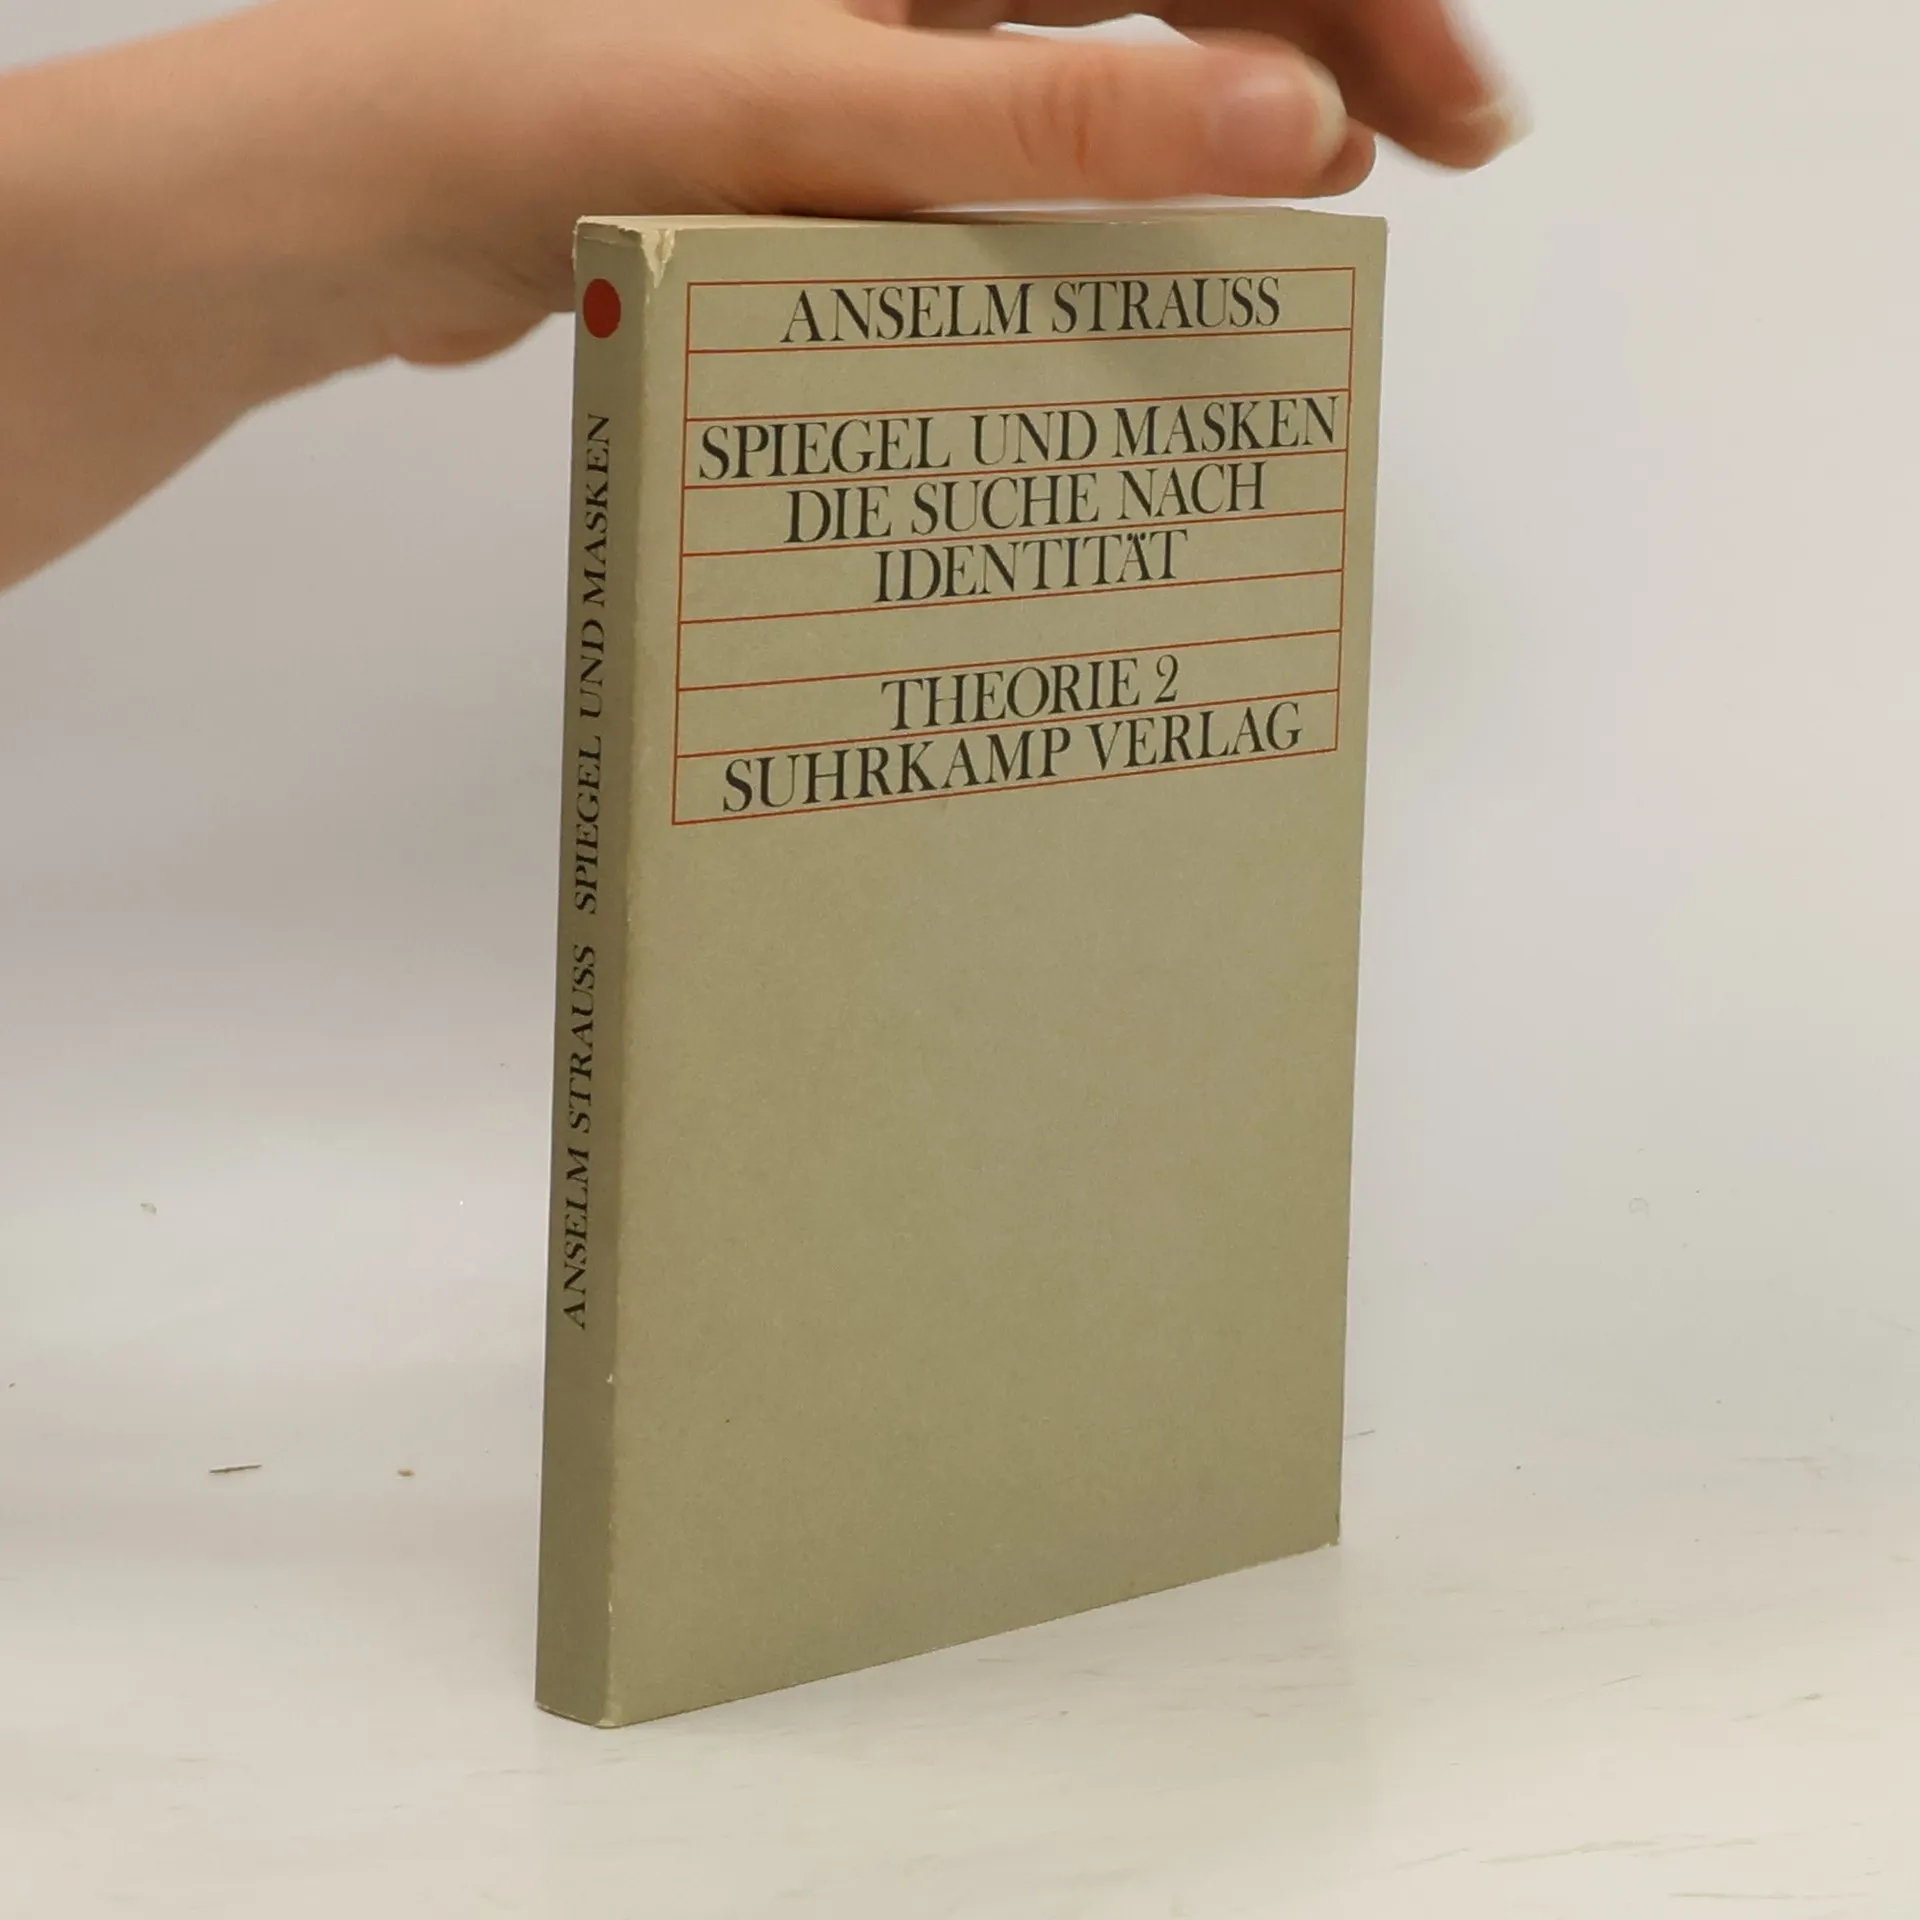 ANSELM STRAUSS
SPIEGEL UND MASKEN
DIE SUCHE NACH
IDENTITÄT
THEORIE 2
SUHRKAMP VERLAG
ANSELM STRAUSS SPIEGEL UND MASKEN